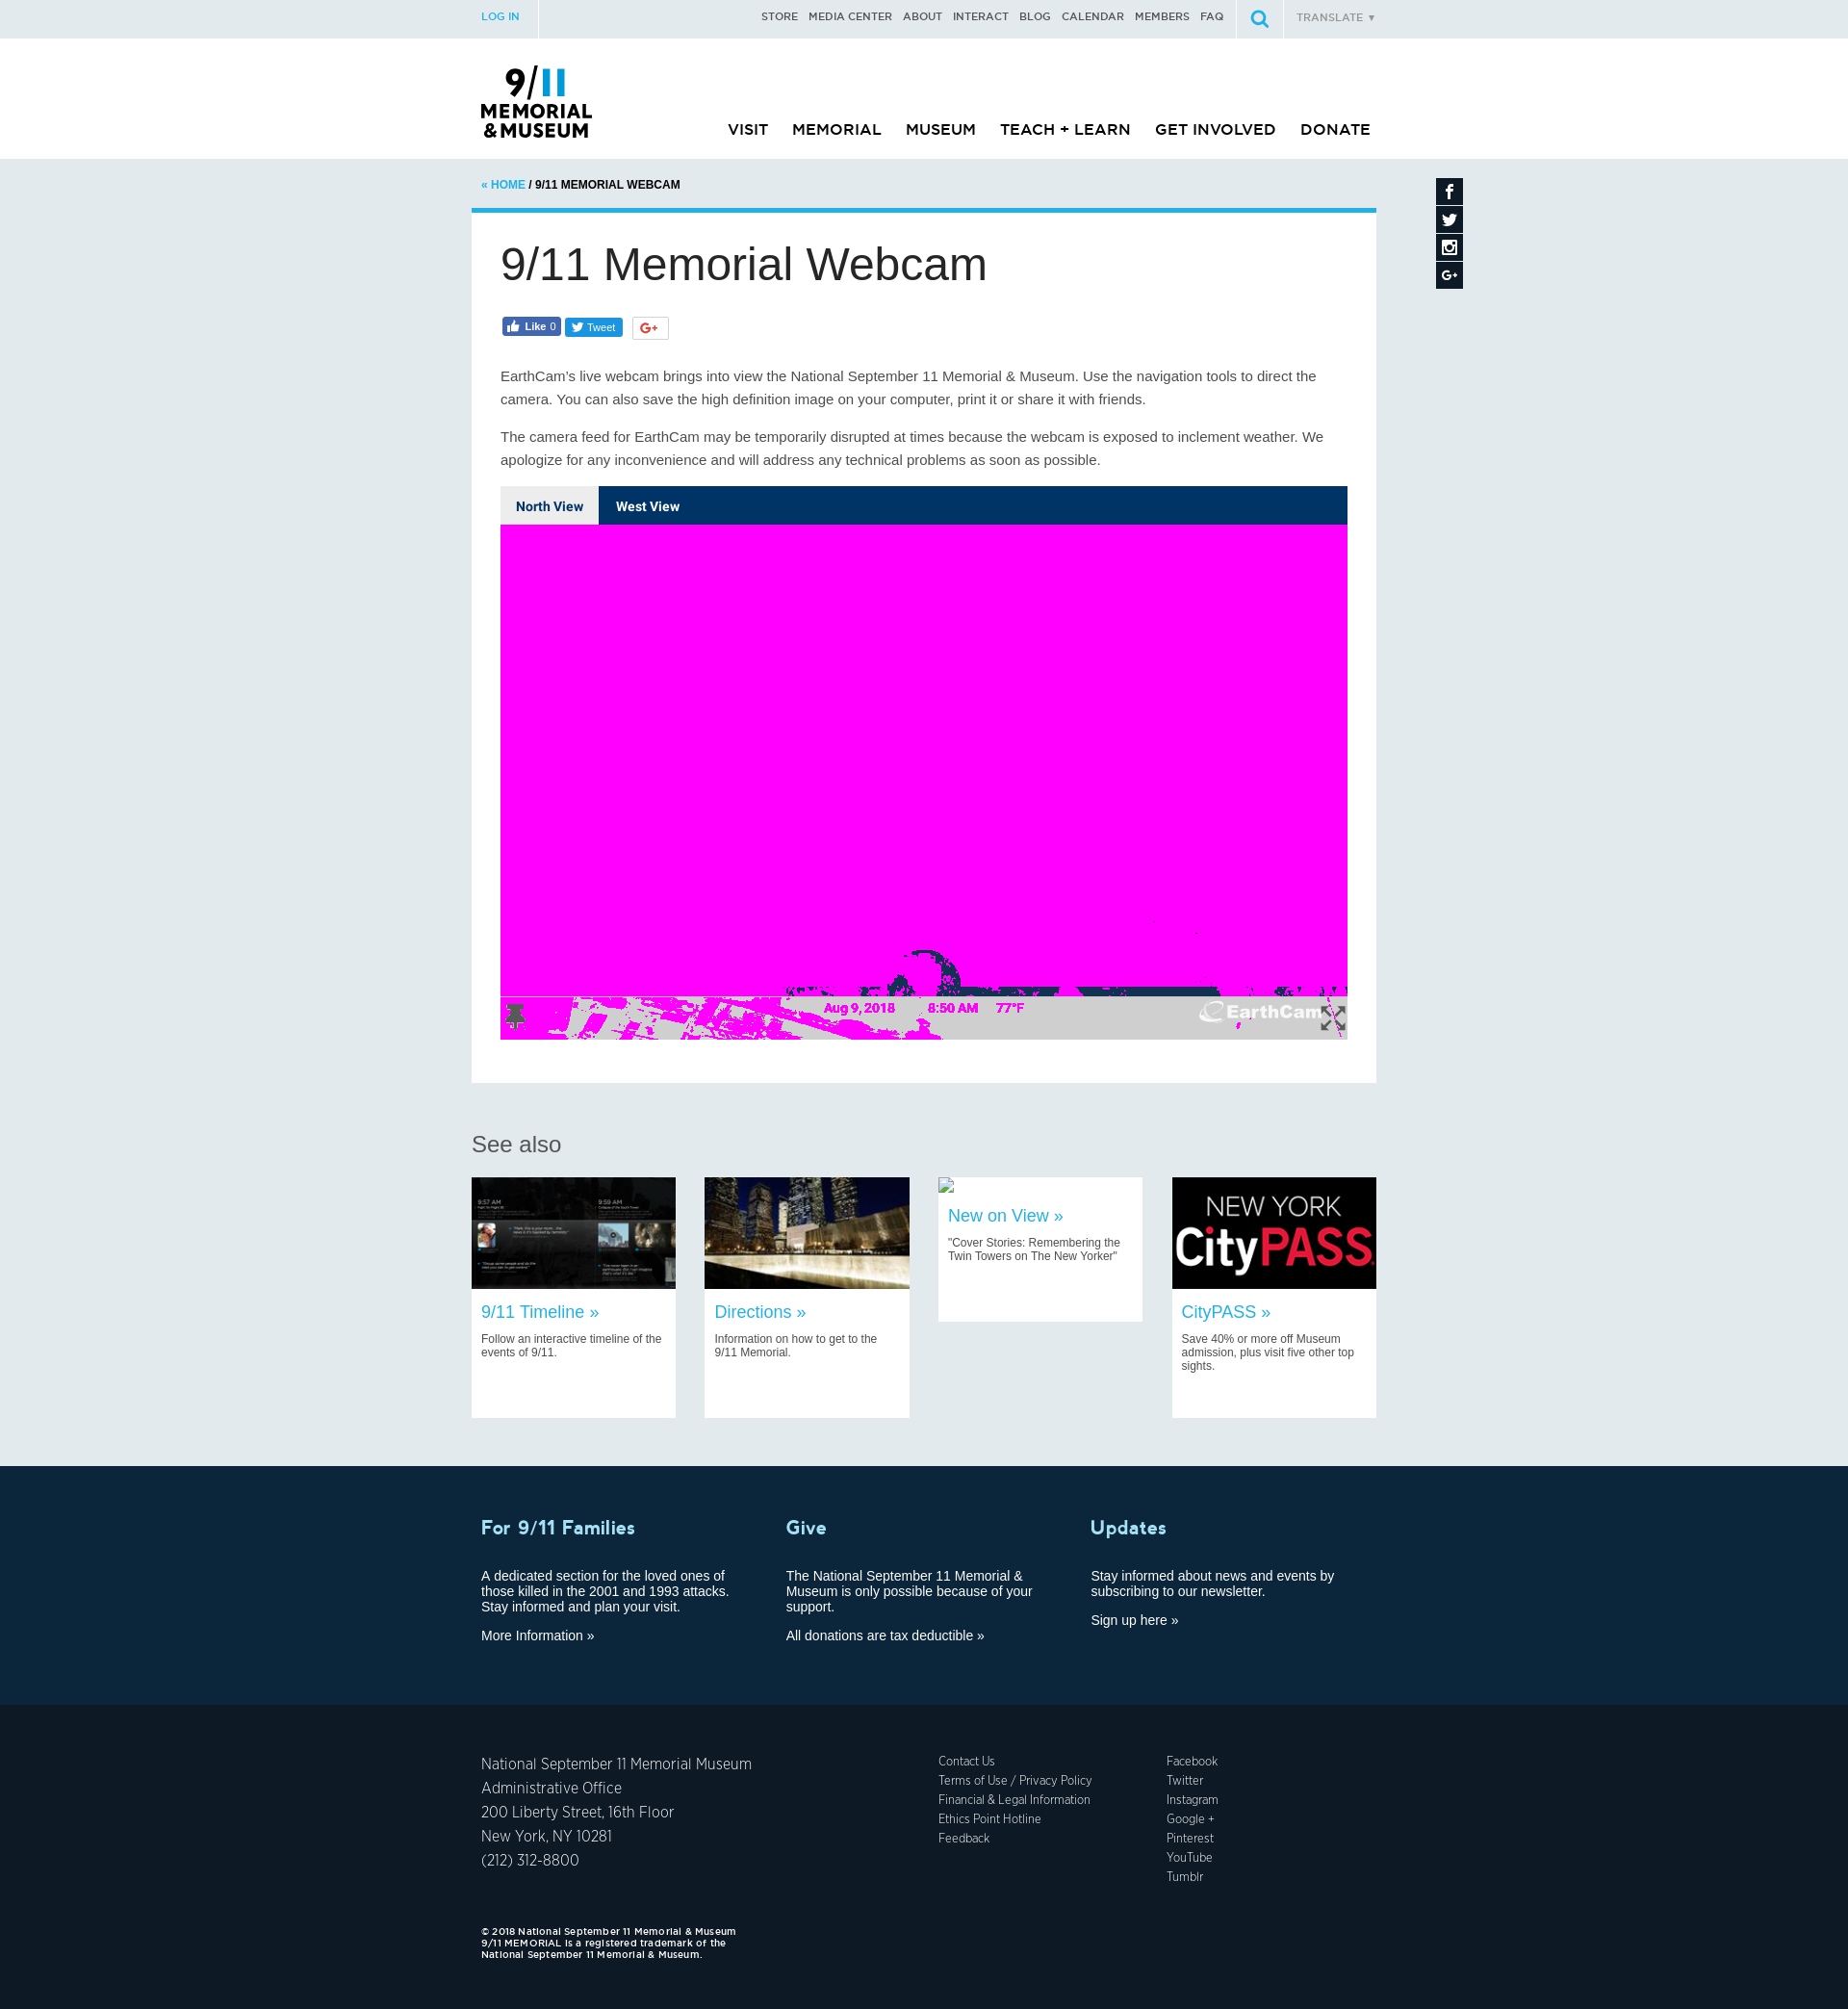 LOG IN
STORE MEDIA CENTER ABOUT INTERACT BLOG CALENDAR MEMBERS FAQ
TRANSLATE ▼
9/11
MEMORIAL
&MUSEUM
VISIT MEMORIAL MUSEUM TEACH + LEARN GET INVOLVED DONATE
« HOME / 9/11 MEMORIAL WEBCAM
9/11 Memorial Webcam
Like 0 Tweet G+
EarthCam's live webcam brings into view the National September 11 Memorial & Museum. Use the navigation tools to direct the
camera. You can also save the high definition image on your computer, print it or share it with friends.
The camera feed for EarthCam may be temporarily disrupted at times because the webcam is exposed to inclement weather. We
apologize for any inconvenience and will address any technical problems as soon as possible.
North View West View
Aug 9, 2018 8:50 AM 77°F
EarthCam
See also
9:57 AM 9:59 AM
NEW YORK
CityPASS
9/11 Timeline »
Follow an interactive timeline of the
events of 9/11.
Directions »
Information on how to get to the
9/11 Memorial.
New on View »
"Cover Stories: Remembering the
Twin Towers on The New Yorker"
CityPASS »
Save 40% or more off Museum
admission, plus visit five other top
sights.
For 9/11 Families
A dedicated section for the loved ones of
those killed in the 2001 and 1993 attacks.
Stay informed and plan your visit.
More Information »
Give
The National September 11 Memorial &
Museum is only possible because of your
support.
All donations are tax deductible »
Updates
Stay informed about news and events by
subscribing to our newsletter.
Sign up here »
National September 11 Memorial Museum
Administrative Office
200 Liberty Street, 16th Floor
New York, NY 10281
(212) 312-8800
Contact Us
Terms of Use / Privacy Policy
Financial & Legal Information
Ethics Point Hotline
Feedback
Facebook
Twitter
Instagram
Google +
Pinterest
YouTube
Tumblr
© 2018 National September 11 Memorial & Museum
9/11 MEMORIAL is a registered trademark of the
National September 11 Memorial & Museum.